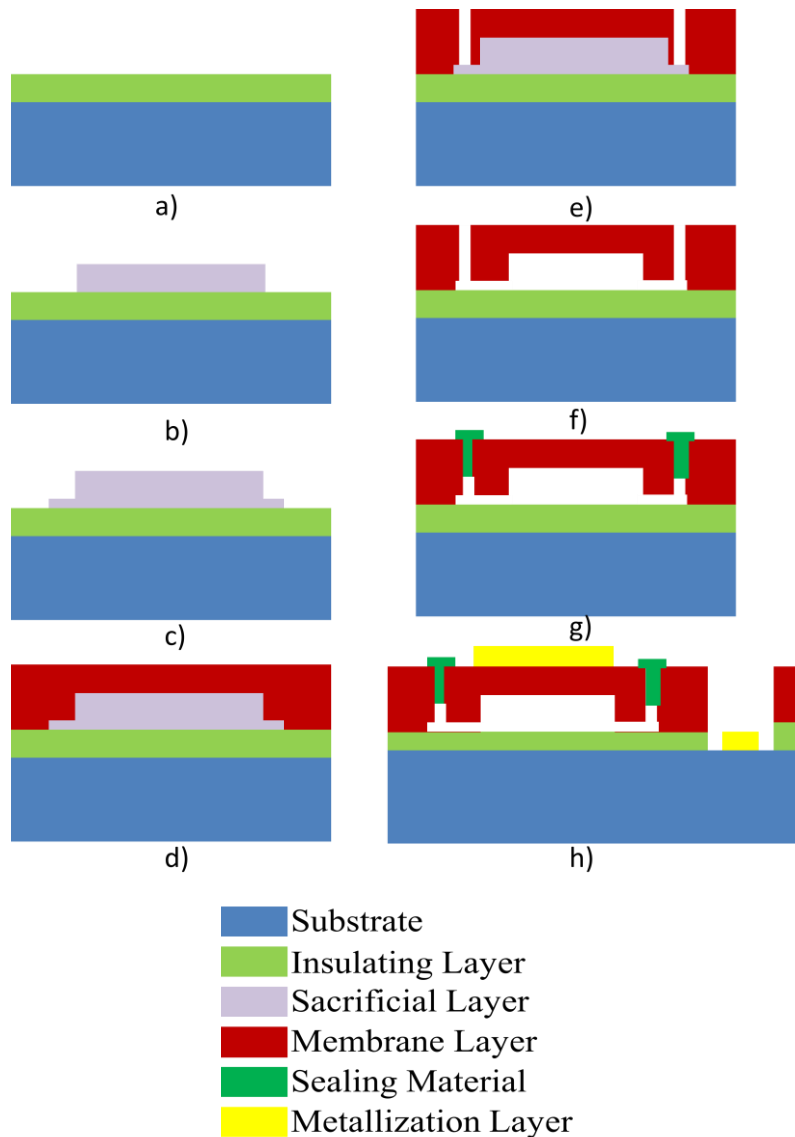 a)
b)
c)
d)
e)
f)
g)
h)
Substrate
Insulating Layer
Sacrificial Layer
Membrane Layer
Sealing Material
Metallization Layer